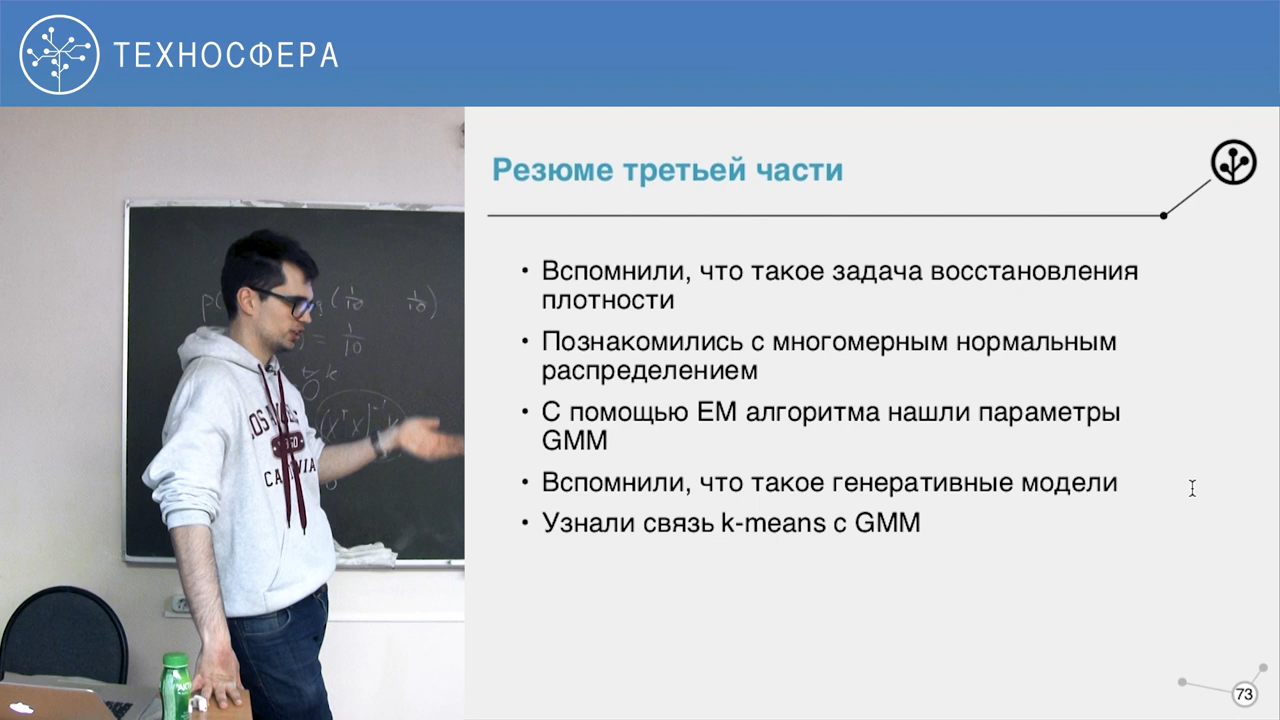 ТЕХНОСФЕРА
Резюме третьей части
• Вспомнили, что такое задача восстановления
плотности
• Познакомились с многомерным нормальным
распределением
• С помощью ЕМ алгоритма нашли параметры
GMM
• Вспомнили, что такое генеративные модели
• Узнали связь k-means с GMM
73